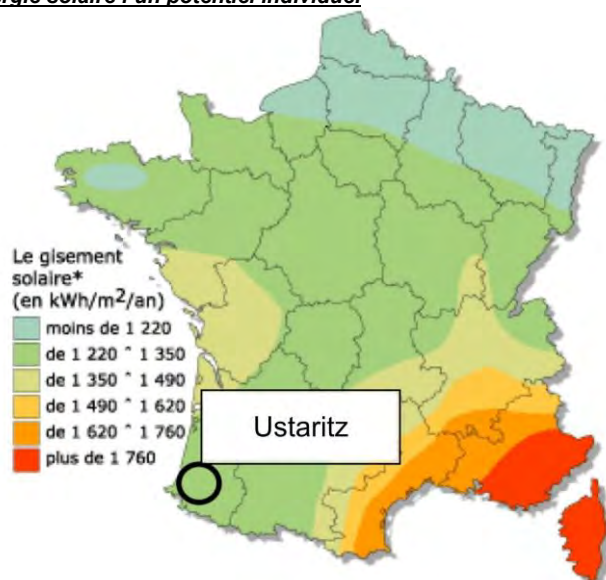 rgie solaire : un potentiel individuel
Le gisement
solaire*
(en kWh/m²/an)
moins de 1 220
de 1 220 ^ 1 350
de 1 350 ^ 1 490
de 1 490 ^ 1 620
de 1 620 ^ 1 760
plus de 1 760
Ustaritz